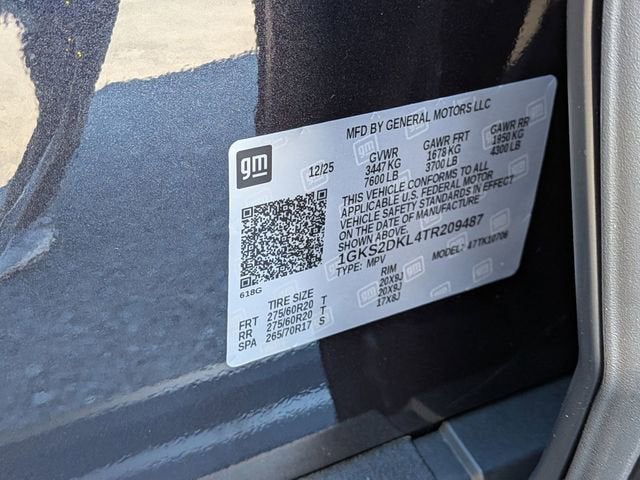 gm
MFD BY GENERAL MOTORS LLC
12/25 GVWR GAWR FRT GAWR RR
3447 KG 1678 KG 1950 KG
7600 LB 3700 LB 4300 LB
THIS VEHICLE CONFORMS TO ALL
APPLICABLE U.S. FEDERAL MOTOR
VEHICLE SAFETY STANDARDS IN EFFECT
ON THE DATE OF MANUFACTURE
SHOWN ABOVE.
1GKS2DKL4TR209487
TYPE: MPV MODEL: 4TTK10706
618G
TIRE SIZE RIM
FRT 275/60R20 T 20X9J
RR 275/60R20 T 20X9J
SPA 265/70R17 S 17X8J